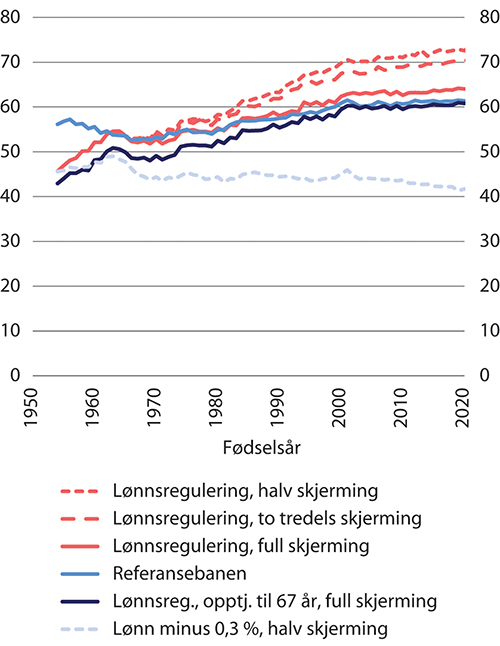 80 80
70 70
60 60
50 50
40 40
30 30
20 20
10 10
0 0
1950 1960 1970 1980 1990 2000 2010 2020
Fødselsår
Lønnsregulering, halv skjerming
Lønnsregulering, to tredels skjerming
Lønnsregulering, full skjerming
Referansebanen
Lønnsreg., opptj. til 67 år, full skjerming
Lønn minus 0,3 %, halv skjerming